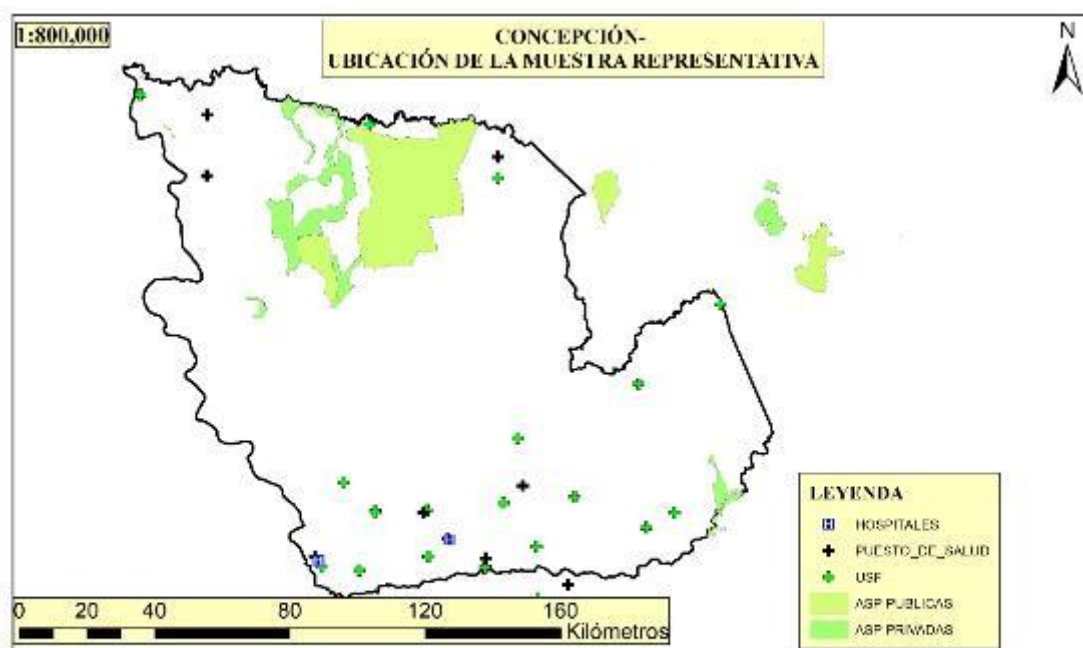 1:800,000
CONCEPCIÓN-
UBICACIÓN DE LA MUESTRA REPRESENTATIVA
N
LEYENDA
H HOSPITALES
PUESTO_DE_SALUD
USF
ASP PUBLICAS
ASP PRIVADAS
0 20 40 80 120 160
Kilómetros